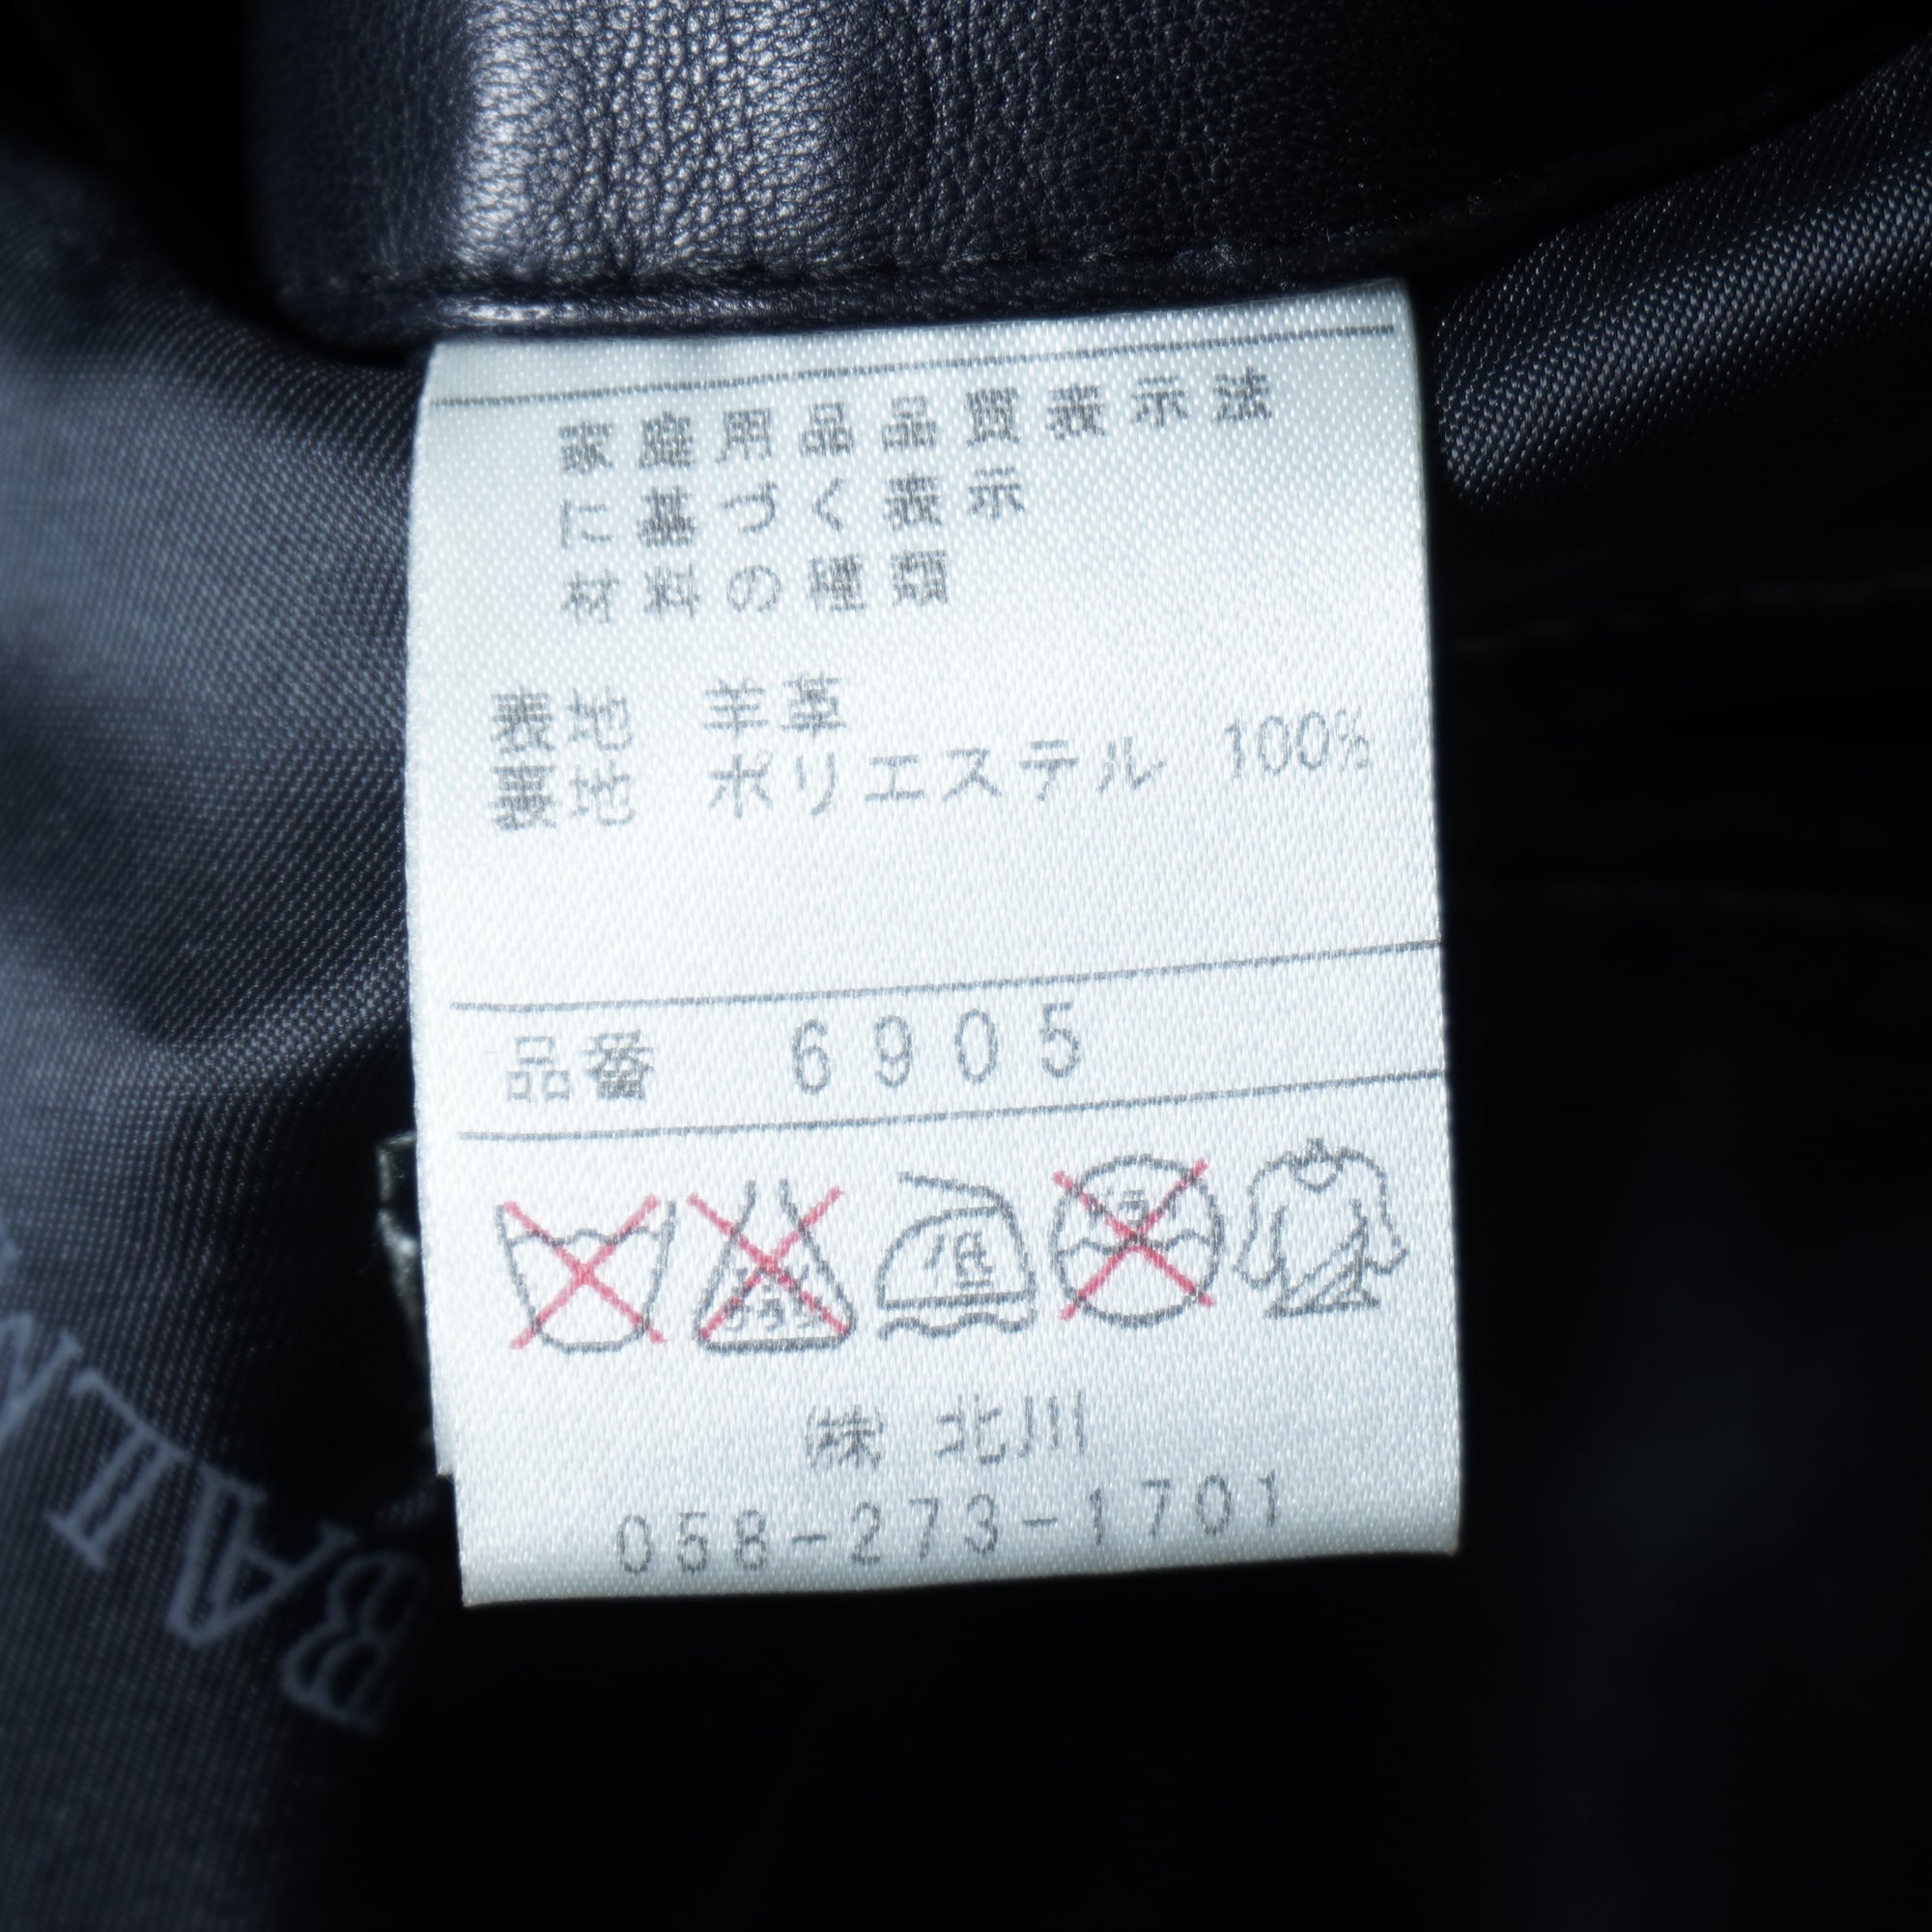 家庭用品品質表示法
に基づく表示
材料の種類
表地 羊革
裏地 ポリエステル 100%
品番 6905
低
㈱ 北川
058-273-1701
BALM